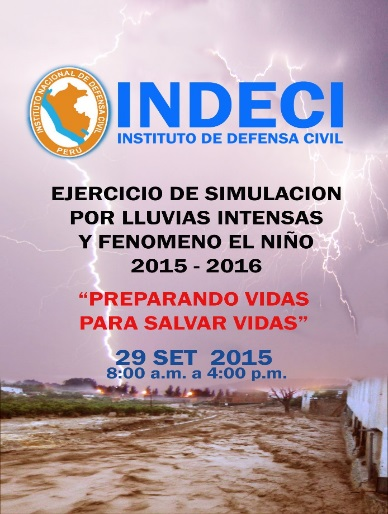 INSTITUTO NACIONAL DE DEFENSA CIVIL
PERÚ
INDECI
INSTITUTO DE DEFENSA CIVIL
EJERCICIO DE SIMULACION
POR LLUVIAS INTENSAS
Y FENOMENO EL NIÑO
2015 - 2016
“PREPARANDO VIDAS
PARA SALVAR VIDAS”
29 SET 2015
8:00 a.m. a 4:00 p.m.